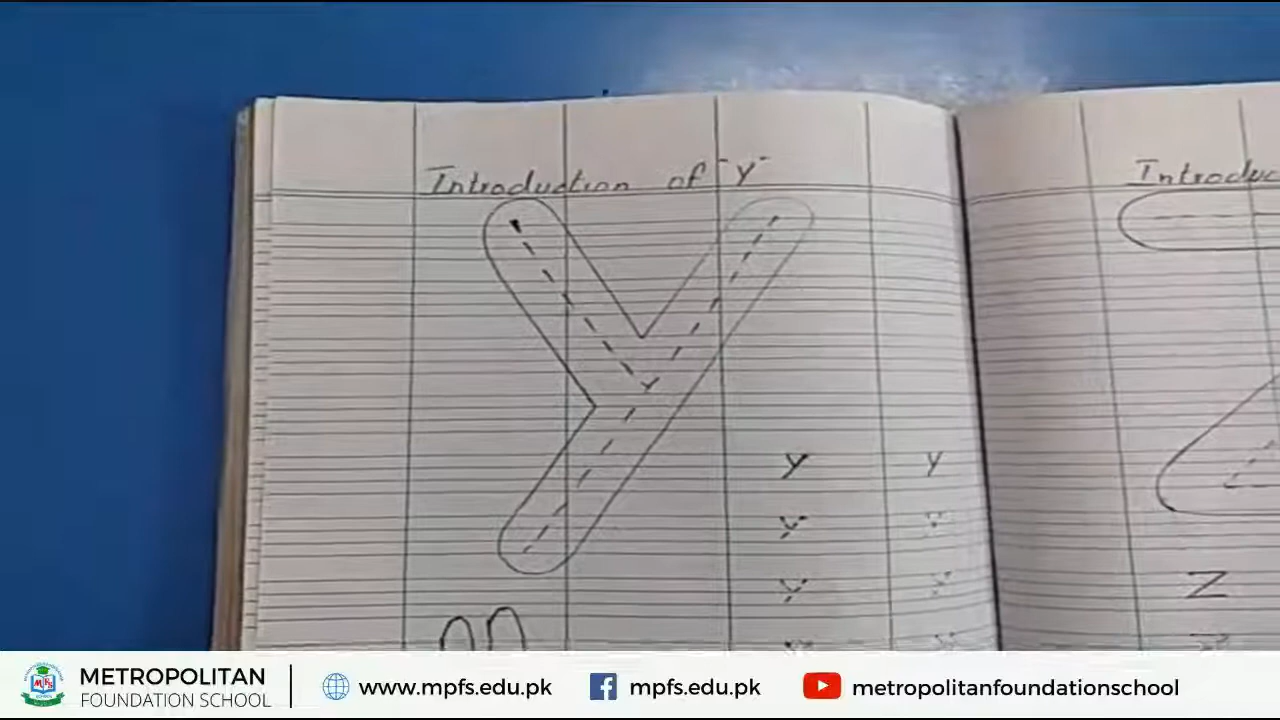 Introduction of "y"
y y
y y
y y
Introduc
Z
METROPOLITAN
FOUNDATION SCHOOL
www.mpfs.edu.pk
mpfs.edu.pk
metropolitanfoundationschool